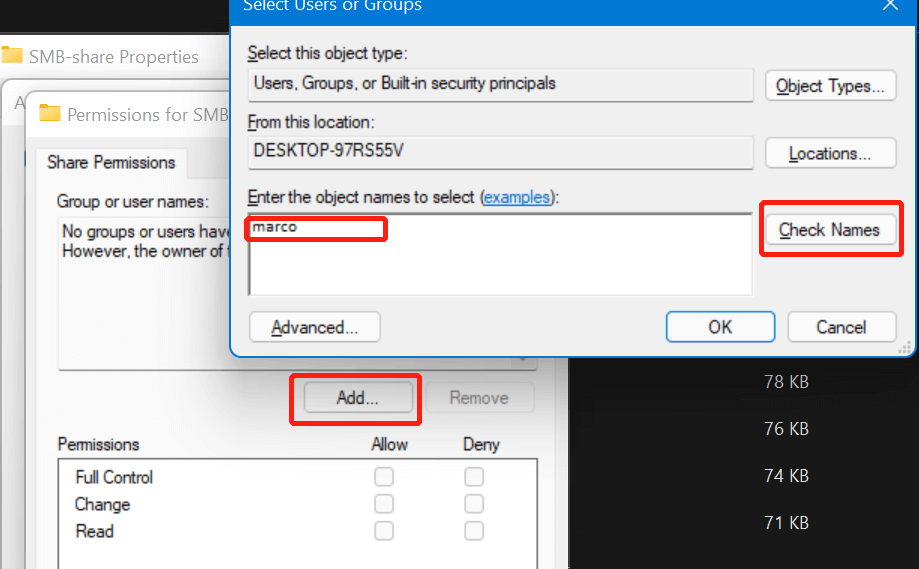 Select Users or Groups
SMB-share Properties
A
Permissions for SMB
Share Permissions
Group or user names:
No groups or users have
However, the owner of
Select this object type:
Users, Groups, or Built-in security principals
Object Types...
From this location:
DESKTOP-97RS55V
Locations...
Enter the object names to select (examples):
marco
Check Names
Advanced...
OK
Cancel
Add...
Remove
Permissions
Allow
Deny
Full Control
Change
Read
78 KB
76 KB
74 KB
71 KB